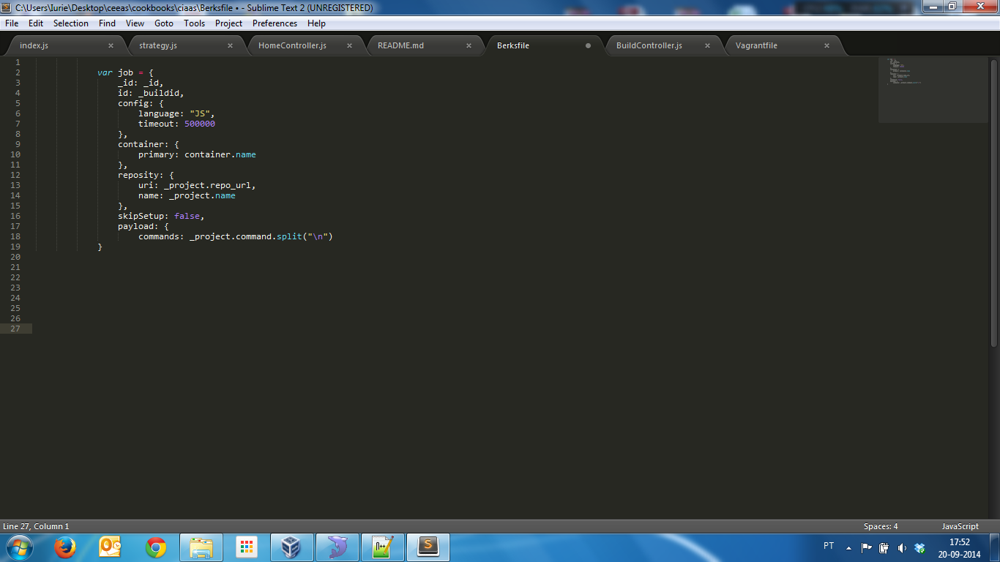 C:\Users\Iurie\Desktop\ceeas\cookbooks\ciaas\Berksfile • - Sublime Text 2 (UNREGISTERED)
File Edit Selection Find View Goto Tools Project Preferences Help
index.js × strategy.js × HomeController.js × README.md × Berksfile BuildController.js × Vagrantfile ×
1
2 var job = {
3 _id: _id,
4 id: _buildid,
5 config: {
6 language: "JS",
7 timeout: 500000
8 },
9 container: {
10 primary: container.name
11 },
12 reposity: {
13 uri: _project.repo_url,
14 name: _project.name
15 },
16 skipSetup: false,
17 payload: {
18 commands: _project.command.split("\n")
19 }
20
21
22
23
24
25
26
27
Line 27, Column 1 Spaces: 4 JavaScript
PT 17:52
20-09-2014